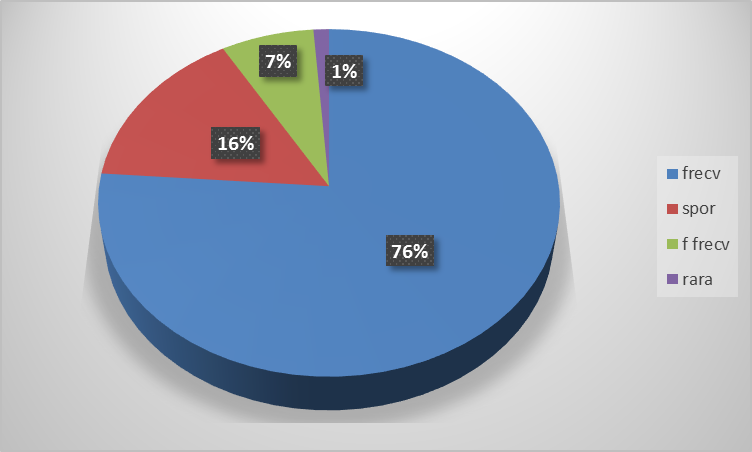 7%
1%
16%
76%
frecv
spor
f frecv
rara